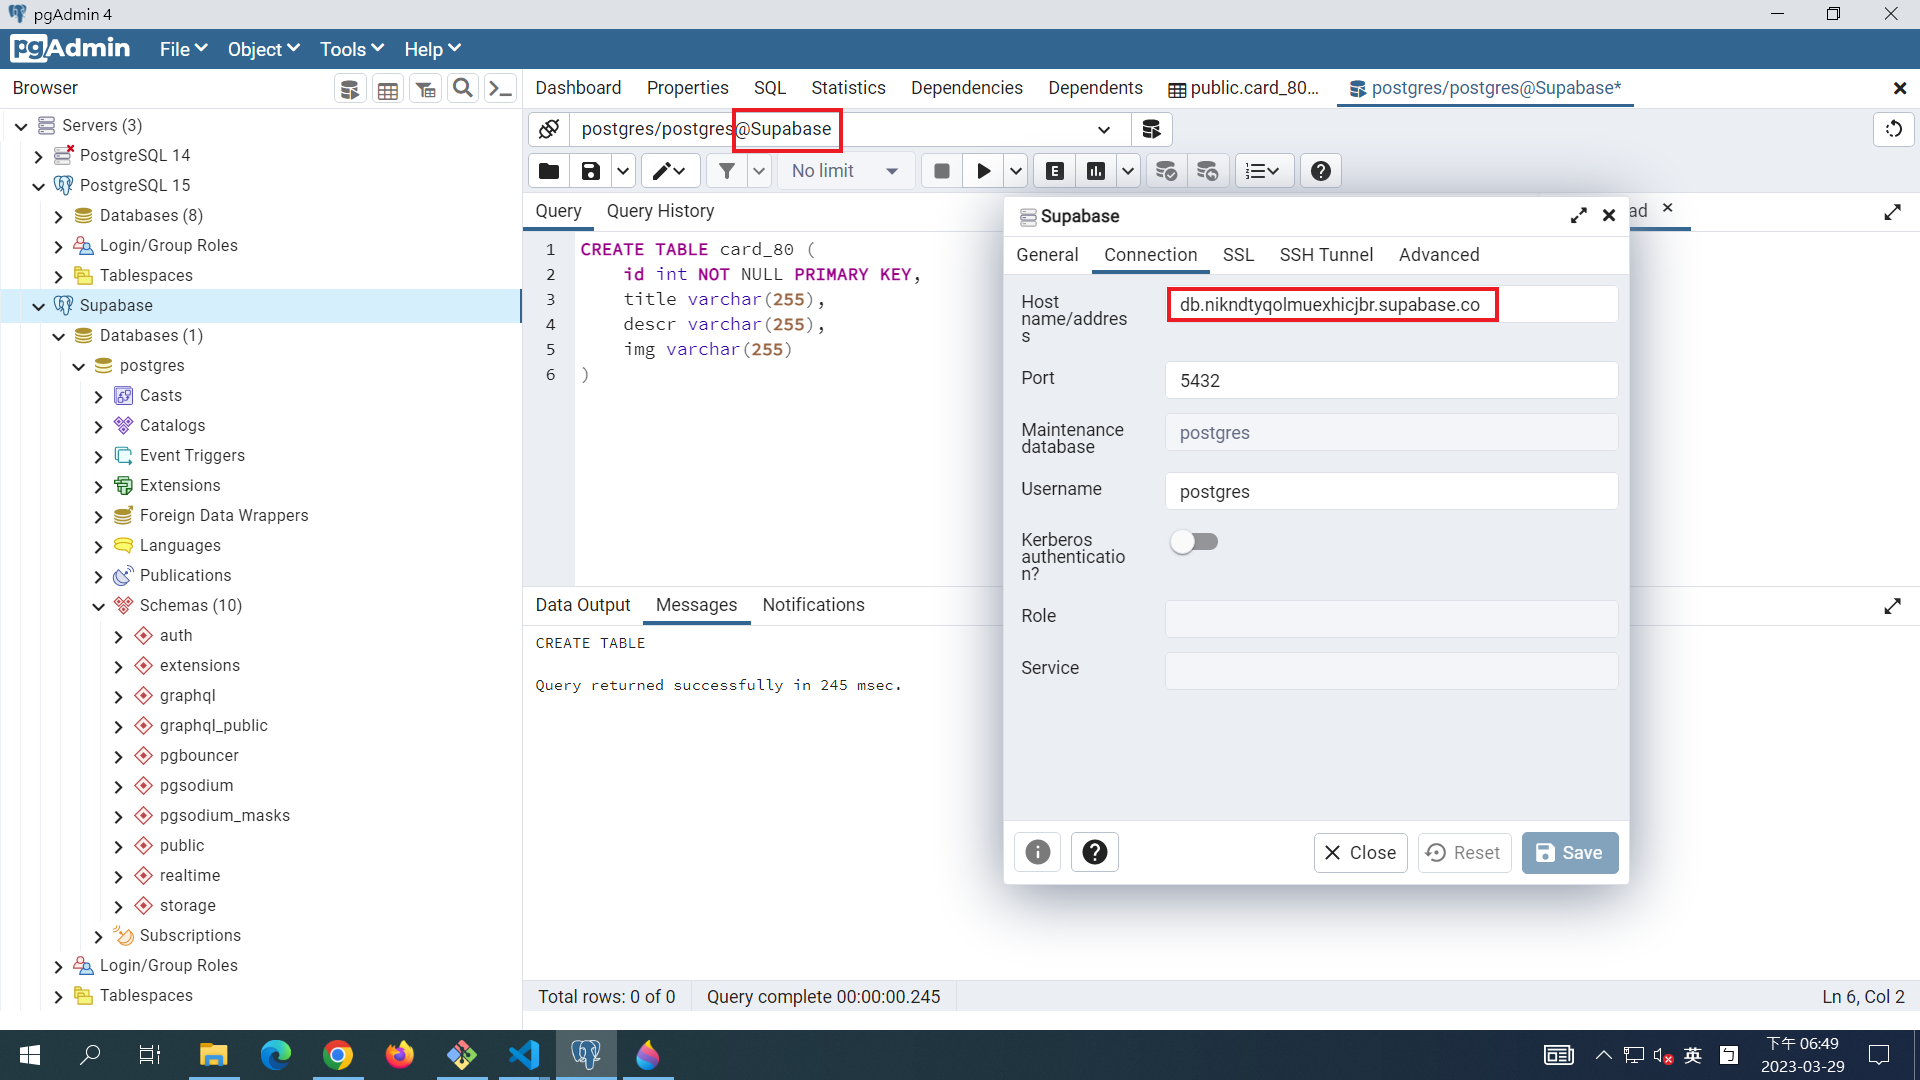 pgAdmin 4
pgAdmin
File
Object
Tools
Help
Browser
Dashboard
Properties
SQL
Statistics
Dependencies
Dependents
public.card_80...
postgres/postgres@Supabase*
Servers (3)
PostgreSQL 14
PostgreSQL 15
Databases (8)
Login/Group Roles
Tablespaces
Supabase
Databases (1)
postgres
Casts
Catalogs
Event Triggers
Extensions
Foreign Data Wrappers
Languages
Publications
Schemas (10)
auth
extensions
graphql
graphql_public
pgbouncer
pgsodium
pgsodium_masks
public
realtime
storage
Subscriptions
Login/Group Roles
Tablespaces
postgres/postgres@Supabase
No limit
E
Query
Query History
ad
1 CREATE TABLE card_80 (
2 id int NOT NULL PRIMARY KEY,
3 title varchar(255),
4 descr varchar(255),
5 img varchar(255)
6 )
Data Output
Messages
Notifications
CREATE TABLE
Query returned successfully in 245 msec.
Total rows: 0 of 0
Query complete 00:00:00.245
Ln 6, Col 2
Supabase
General
Connection
SSL
SSH Tunnel
Advanced
Host
name/addres
s
db.nikndtyqolmuexhicjbr.supabase.co
Port
5432
Maintenance
database
postgres
Username
postgres
Kerberos
authenticatio
n?
Role
Service
Close
Reset
Save
英
ㄅ
下午 06:49
2023-03-29